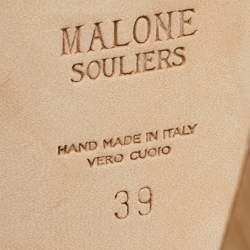 MALONE
SOULIERS
HAND MADE IN ITALY
VERO CUOIO
39